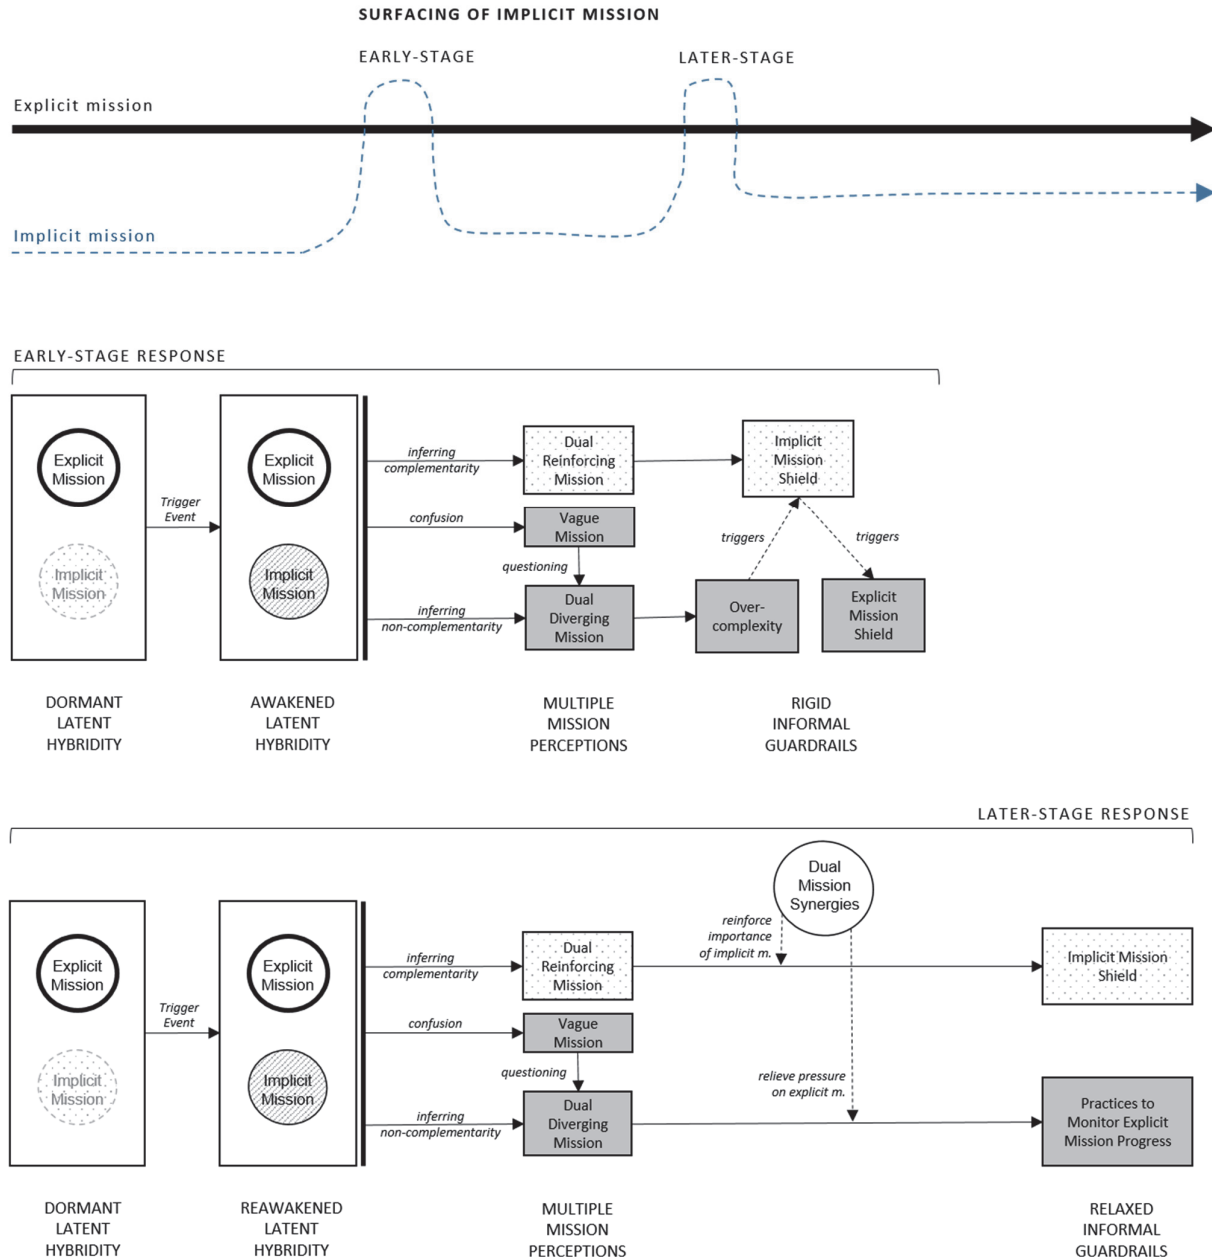 SURFACING OF IMPLICIT MISSION
EARLY-STAGE
LATER-STAGE
Explicit mission
Implicit mission
EARLY-STAGE RESPONSE
Explicit
Mission
Implicit
Mission
Trigger
Event
Explicit
Mission
Implicit
Mission
inferring
complementarity
confusion
questioning
inferring
non-complementarity
Dual
Reinforcing
Mission
Vague
Mission
Dual
Diverging
Mission
Implicit
Mission
Shield
triggers
triggers
Over-
complexity
Explicit
Mission
Shield
DORMANT
LATENT
HYBRIDITY
AWAKENED
LATENT
HYBRIDITY
MULTIPLE
MISSION
PERCEPTIONS
RIGID
INFORMAL
GUARDRAILS
LATER-STAGE RESPONSE
Explicit
Mission
Implicit
Mission
Trigger
Event
Explicit
Mission
Implicit
Mission
inferring
complementarity
confusion
questioning
inferring
non-complementarity
Dual
Reinforcing
Mission
Vague
Mission
Dual
Diverging
Mission
Dual
Mission
Synergies
reinforce
importance
of implicit m.
relieve pressure
on explicit m.
Implicit Mission
Shield
Practices to
Monitor Explicit
Mission Progress
DORMANT
LATENT
HYBRIDITY
REAWAKENED
LATENT
HYBRIDITY
MULTIPLE
MISSION
PERCEPTIONS
RELAXED
INFORMAL
GUARDRAILS